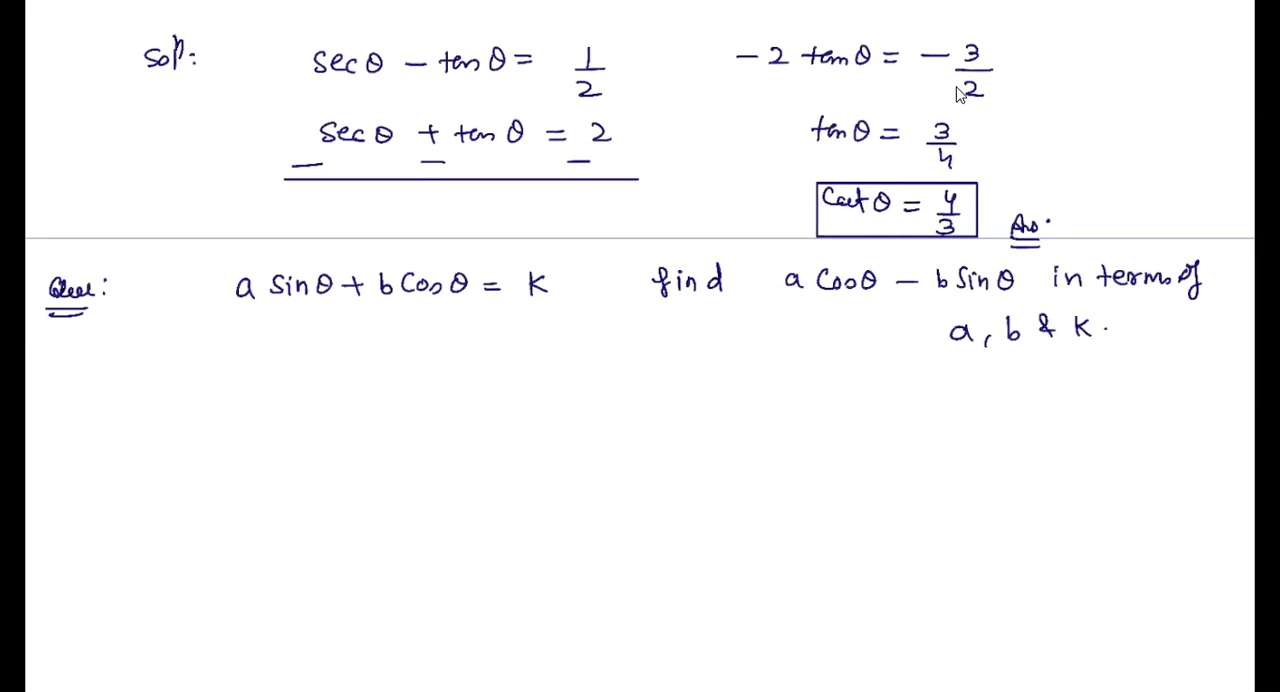 Soln: secθ - tanθ = 1/2
secθ + tanθ = 2
- - -
-2 tanθ = -3/2
tanθ = 3/4
Cotθ = 4/3 Ans.
Que: a Sinθ + b Cosθ = K find a Cosθ - b Sinθ in terms of
a, b & K.